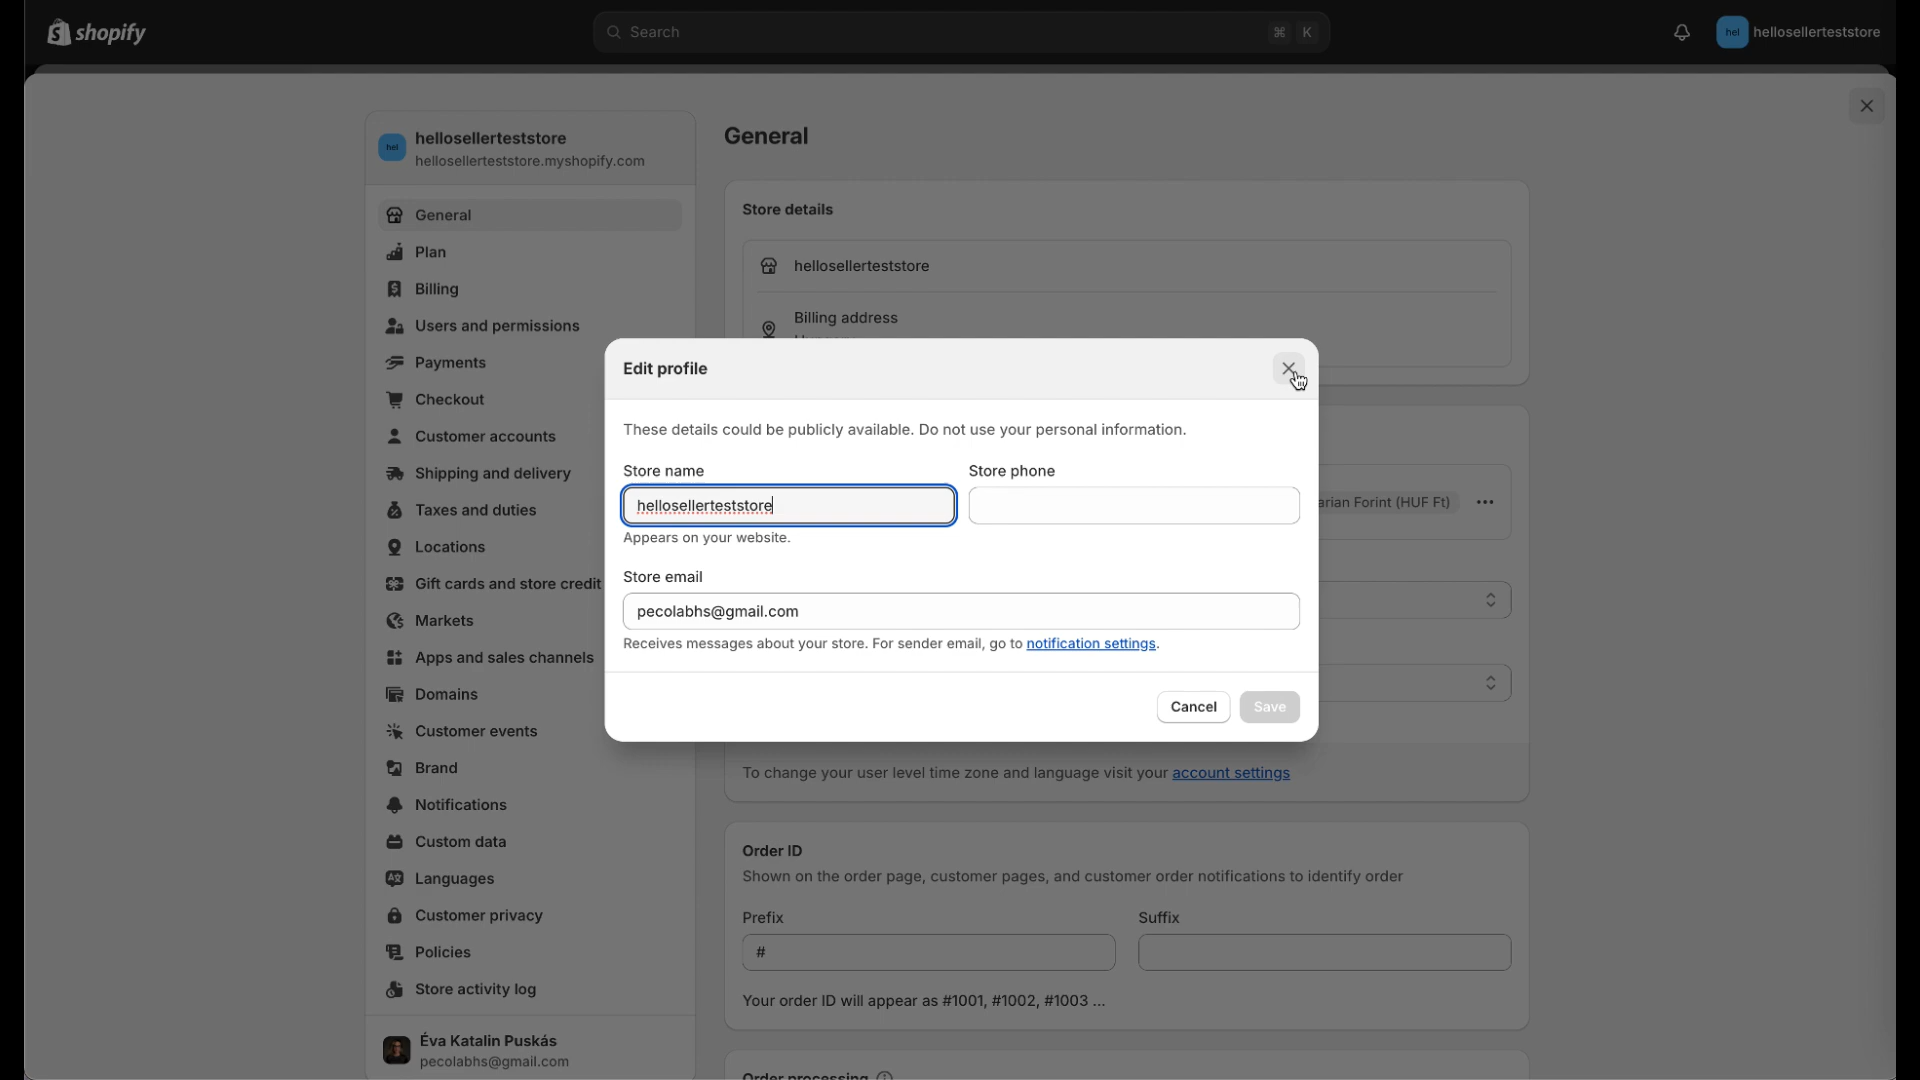 shopify
Search
⌘ K
hel
hellosellerteststore
hel
hellosellerteststore
hellosellerteststore.myshopify.com
General
Plan
Billing
Users and permissions
Payments
Checkout
Customer accounts
Shipping and delivery
Taxes and duties
Locations
Gift cards and store credit
Markets
Apps and sales channels
Domains
Customer events
Brand
Notifications
Custom data
Languages
Customer privacy
Policies
Store activity log
Éva Katalin Puskás
pecolabhs@gmail.com
General
Store details
hellosellerteststore
Billing address
Edit profile
These details could be publicly available. Do not use your personal information.
Store name
Store phone
hellosellerteststore
Appears on your website.
Store email
pecolabhs@gmail.com
Receives messages about your store. For sender email, go to notification settings.
Cancel
Save
arian Forint (HUF Ft)
To change your user level time zone and language visit your account settings
Order ID
Shown on the order page, customer pages, and customer order notifications to identify order
Prefix
Suffix
#
Your order ID will appear as #1001, #1002, #1003 ...
Order processing